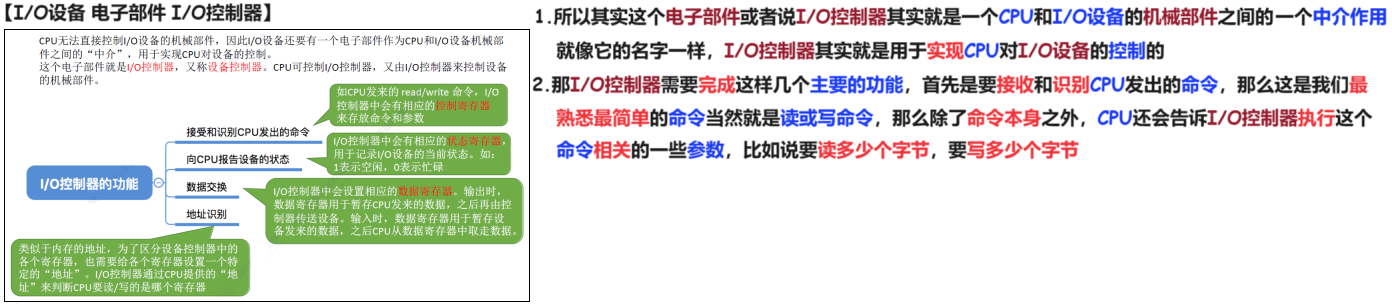 【I/O设备 电子部件 I/O控制器】
CPU无法直接控制I/O设备的机械部件，因此I/O设备还要有一个电子部件作为CPU和I/O设备机械部
件之间的“中介”，用于实现CPU对设备的控制。
这个电子部件就是I/O控制器，又称设备控制器。CPU可控制I/O控制器，又由I/O控制器来控制设备
的机械部件。
如CPU发来的 read/write 命令，I/O
控制器中会有相应的控制寄存器
来存放命令和参数
接受和识别CPU发出的命令
I/O控制器中会有相应的状态寄存器，
用于记录I/O设备的当前状态。如：
1表示空闲，0表示忙碌
向CPU报告设备的状态
I/O控制器的功能
数据交换
I/O控制器中会设置相应的数据寄存器。输出时，
数据寄存器用于暂存CPU发来的数据，之后再由控
制器传送设备。输入时，数据寄存器用于暂存设
备发来的数据，之后CPU从数据寄存器中取走数据。
地址识别
类似于内存的地址，为了区分设备控制器中的
各个寄存器，也需要给各个寄存器设置一个特
定的“地址”。I/O控制器通过CPU提供的“地
址”来判断CPU要读/写的是哪个寄存器
1.所以其实这个电子部件或者说I/O控制器其实就是一个CPU和I/O设备的机械部件之间的一个中介作用
就像它的名字一样，I/O控制器其实就是用于实现CPU对I/O设备的控制的
2.那I/O控制器需要完成这样几个主要的功能，首先是要接收和识别CPU发出的命令，那么这是我们最
熟悉最简单的命令当然就是读或写命令，那么除了命令本身之外，CPU还会告诉I/O控制器执行这个
命令相关的一些参数，比如说要读多少个字节，要写多少个字节